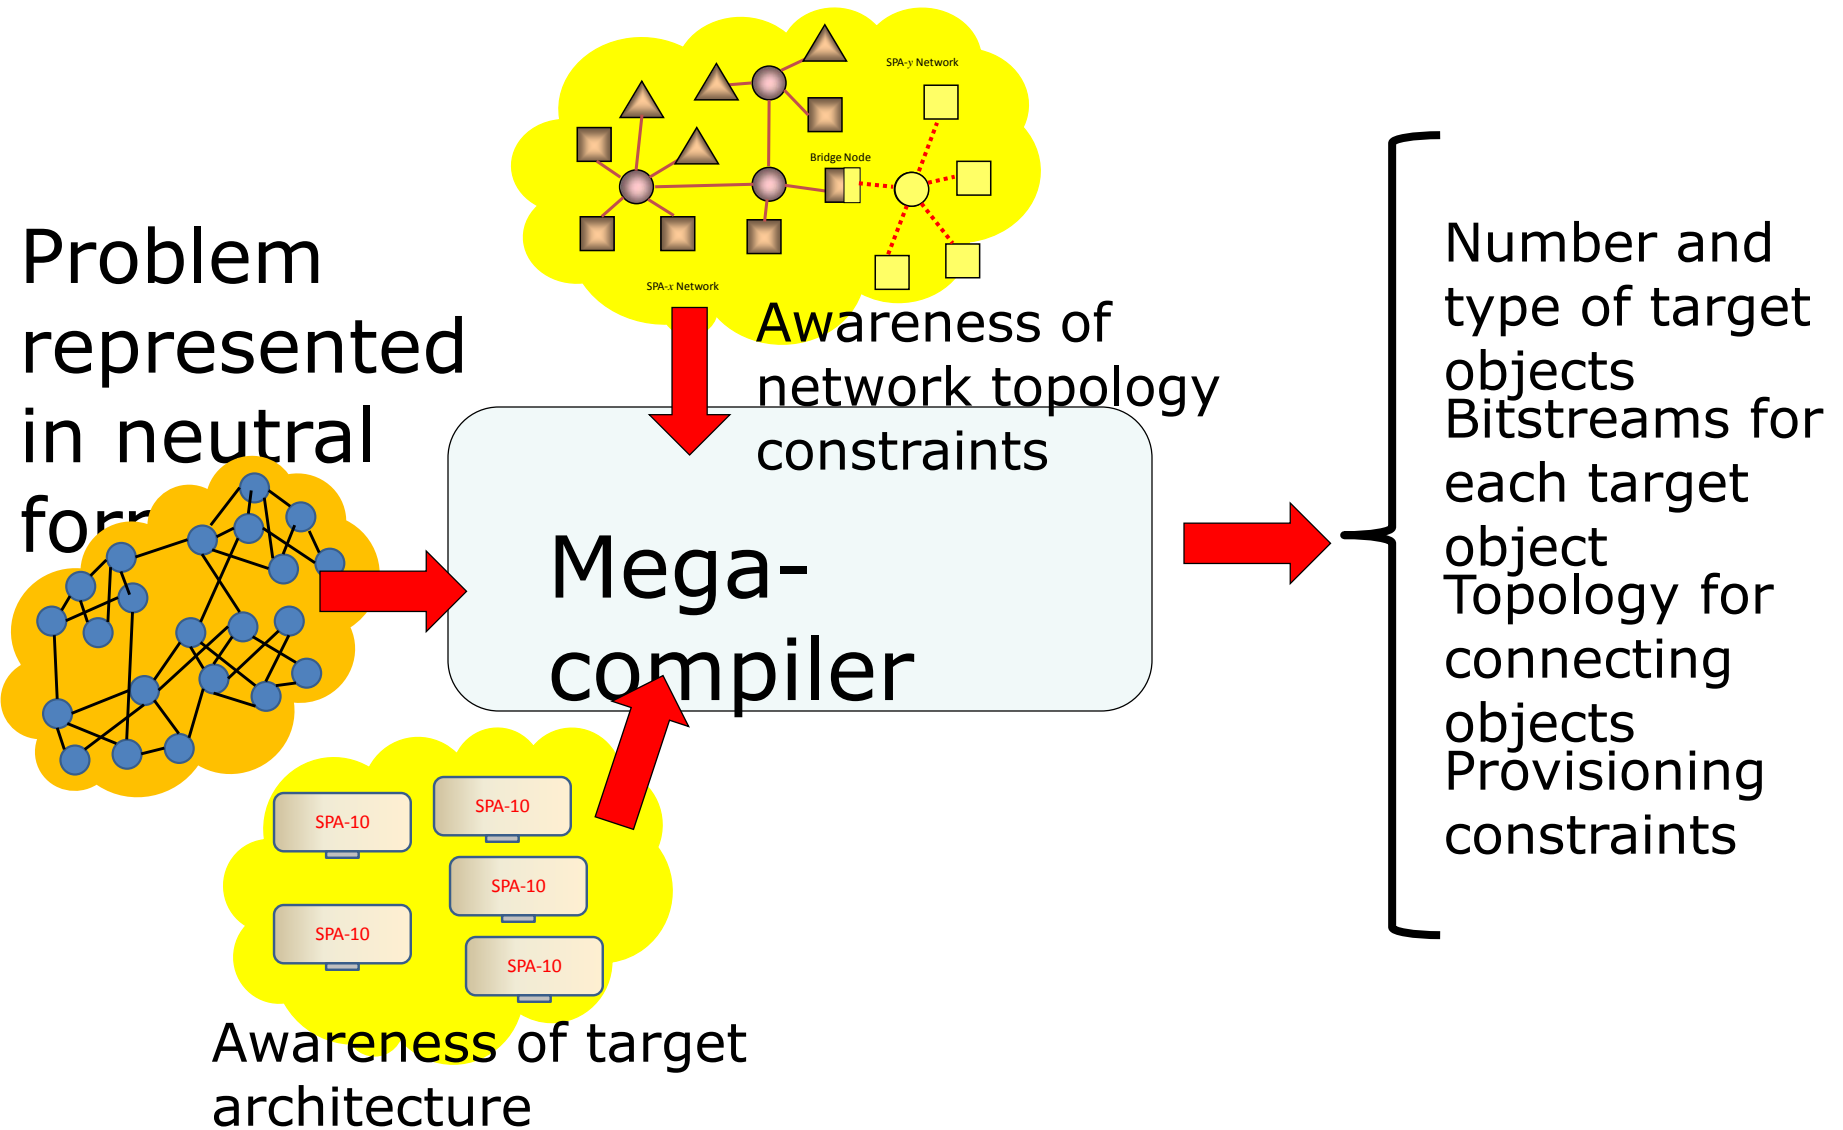 SPA-y Network
Bridge Node
SPA-x Network
Problem
represented
in neutral
Awareness of
network topology
constraints
Mega-
compiler
SPA-10
SPA-10
SPA-10
SPA-10
SPA-10
Awareness of target
architecture
Number and
type of target
objects
Bitstreams for
each target
object
Topology for
connecting
objects
Provisioning
constraints